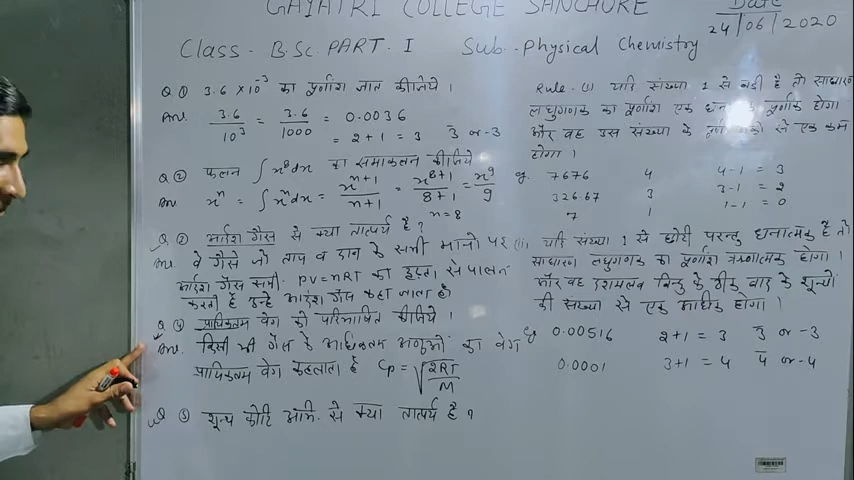 GAYATRI COLLEGE SANCHORE
Date
24/06/2020
Class - B.Sc PART - I Sub.- Physical Chemistry
Q ① 3.6 × 10⁻³ का पूर्णांश ज्ञात कीजिये ।
Ans. 3.6/10³ = 3.6/1000 = 0.0036
= 2+1 = 3 3̄ or -3
Q ② फलन ∫x⁸dx का समाकलन कीजिये
Ans xⁿ = ∫xⁿdx = xⁿ⁺¹/n+1 = x⁸⁺¹/8+1 = x⁹/9
n=8
Q ③ आदर्श गैस से क्या तात्पर्य है ?
Ans. वे गैसे जो ताप व दाब के सभी मानो पर
आदर्श गैस समी. PV=nRT का दृढ़ता से पालन
करती है उन्हे आदर्श गैस कहा जाता है।
Q ④ प्रायिकतम वेग को परिभाषित कीजिये ।
Ans. किसी भी गैस के अधिकतम अणुओं का वेग
प्रायिकतम वेग कहलाता है Cp = √2RT/M
Q ⑤ शून्य कोटि अभि. से क्या तात्पर्य है ?
Rule - (i) यदि संख्या 1 से बड़ी है तो साधारण
लघुगणक का पूर्णांश एक पूर्णांक होगा
और वह उस संख्या के से एक कम
होगा ।
eg. 7676 4 4-1 = 3
326.67 3 3-1 = 2
7 1 1-1 = 0
(ii) यदि संख्या 1 से छोटी परन्तु धनात्मक है तो
साधारण लघुगणक का पूर्णांश ऋणात्मक होगा ।
और वह दशमलव बिन्दु के ठीक बाद के शून्यों
की संख्या से एक अधिक होगा ।
eg 0.00516 2+1 = 3 3̄ or -3
0.0001 3+1 = 4 4̄ or -4